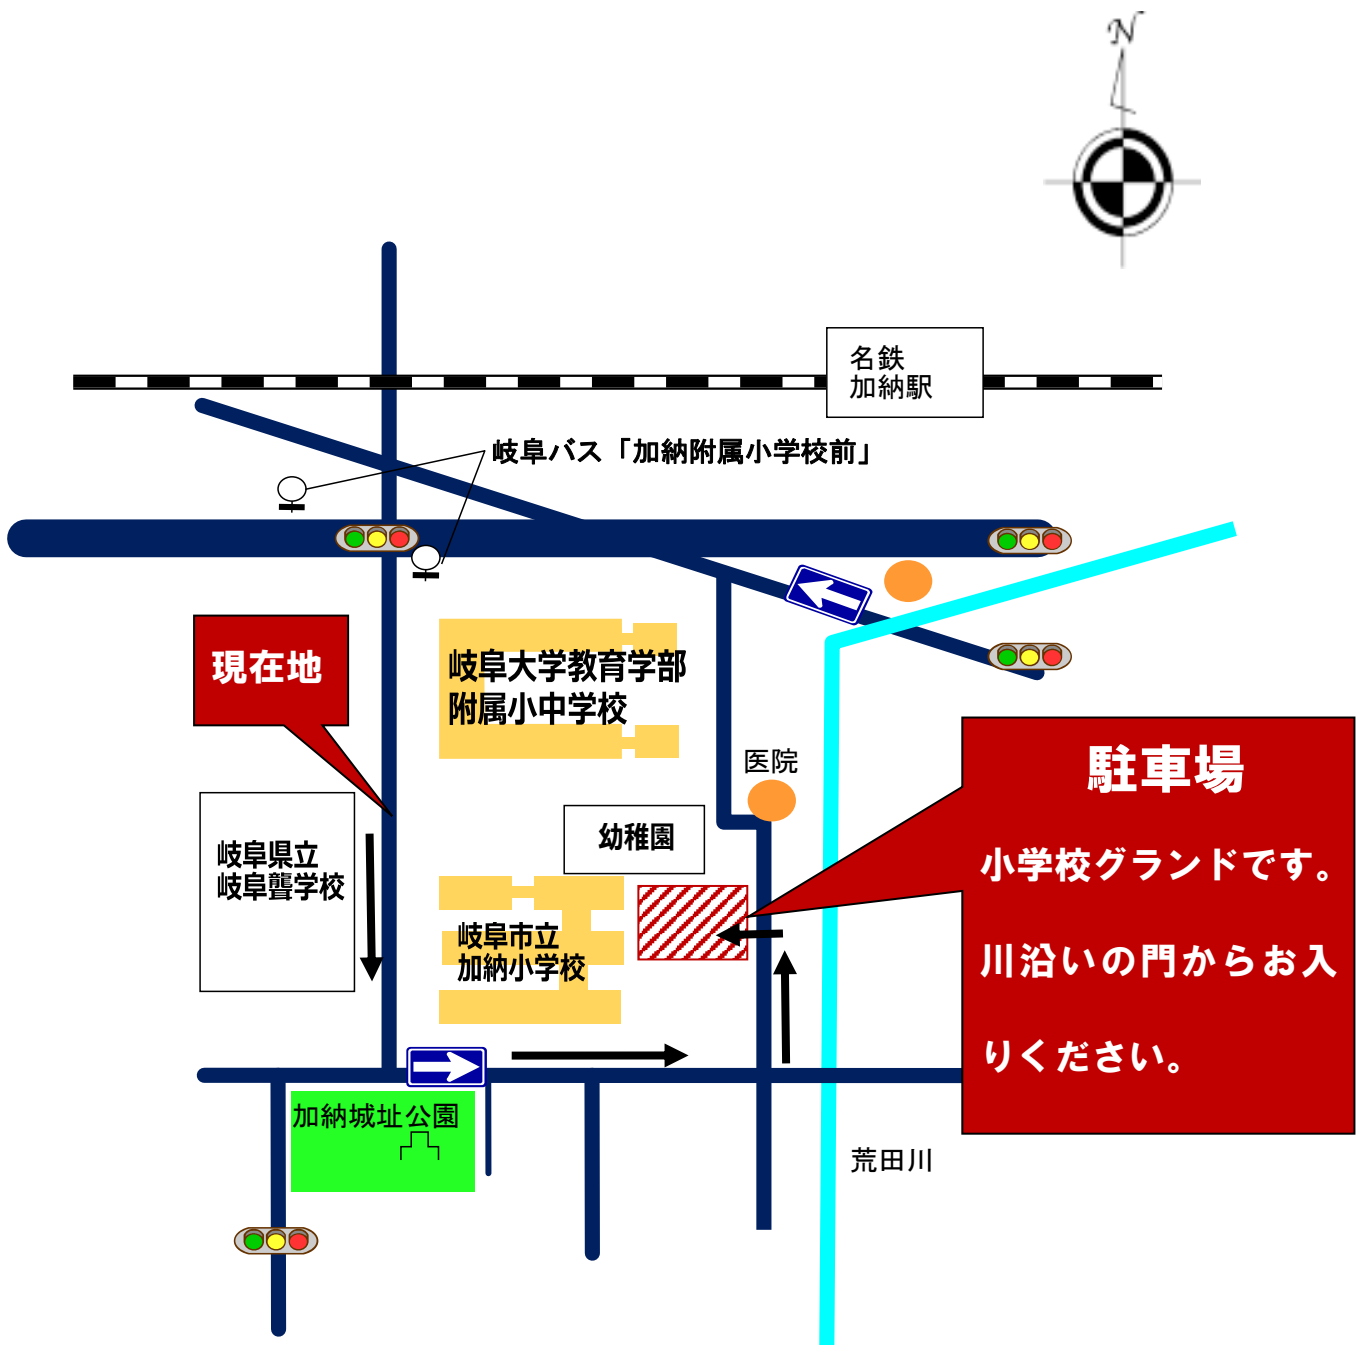 N
名鉄
加納駅
岐阜バス「加納附属小学校前」
現在地
岐阜大学教育学部
附属小中学校
駐車場
小学校グランドです。
川沿いの門からお入
りください。
医院
幼稚園
岐阜県立
岐阜聾学校
岐阜市立
加納小学校
加納城址公園
荒田川